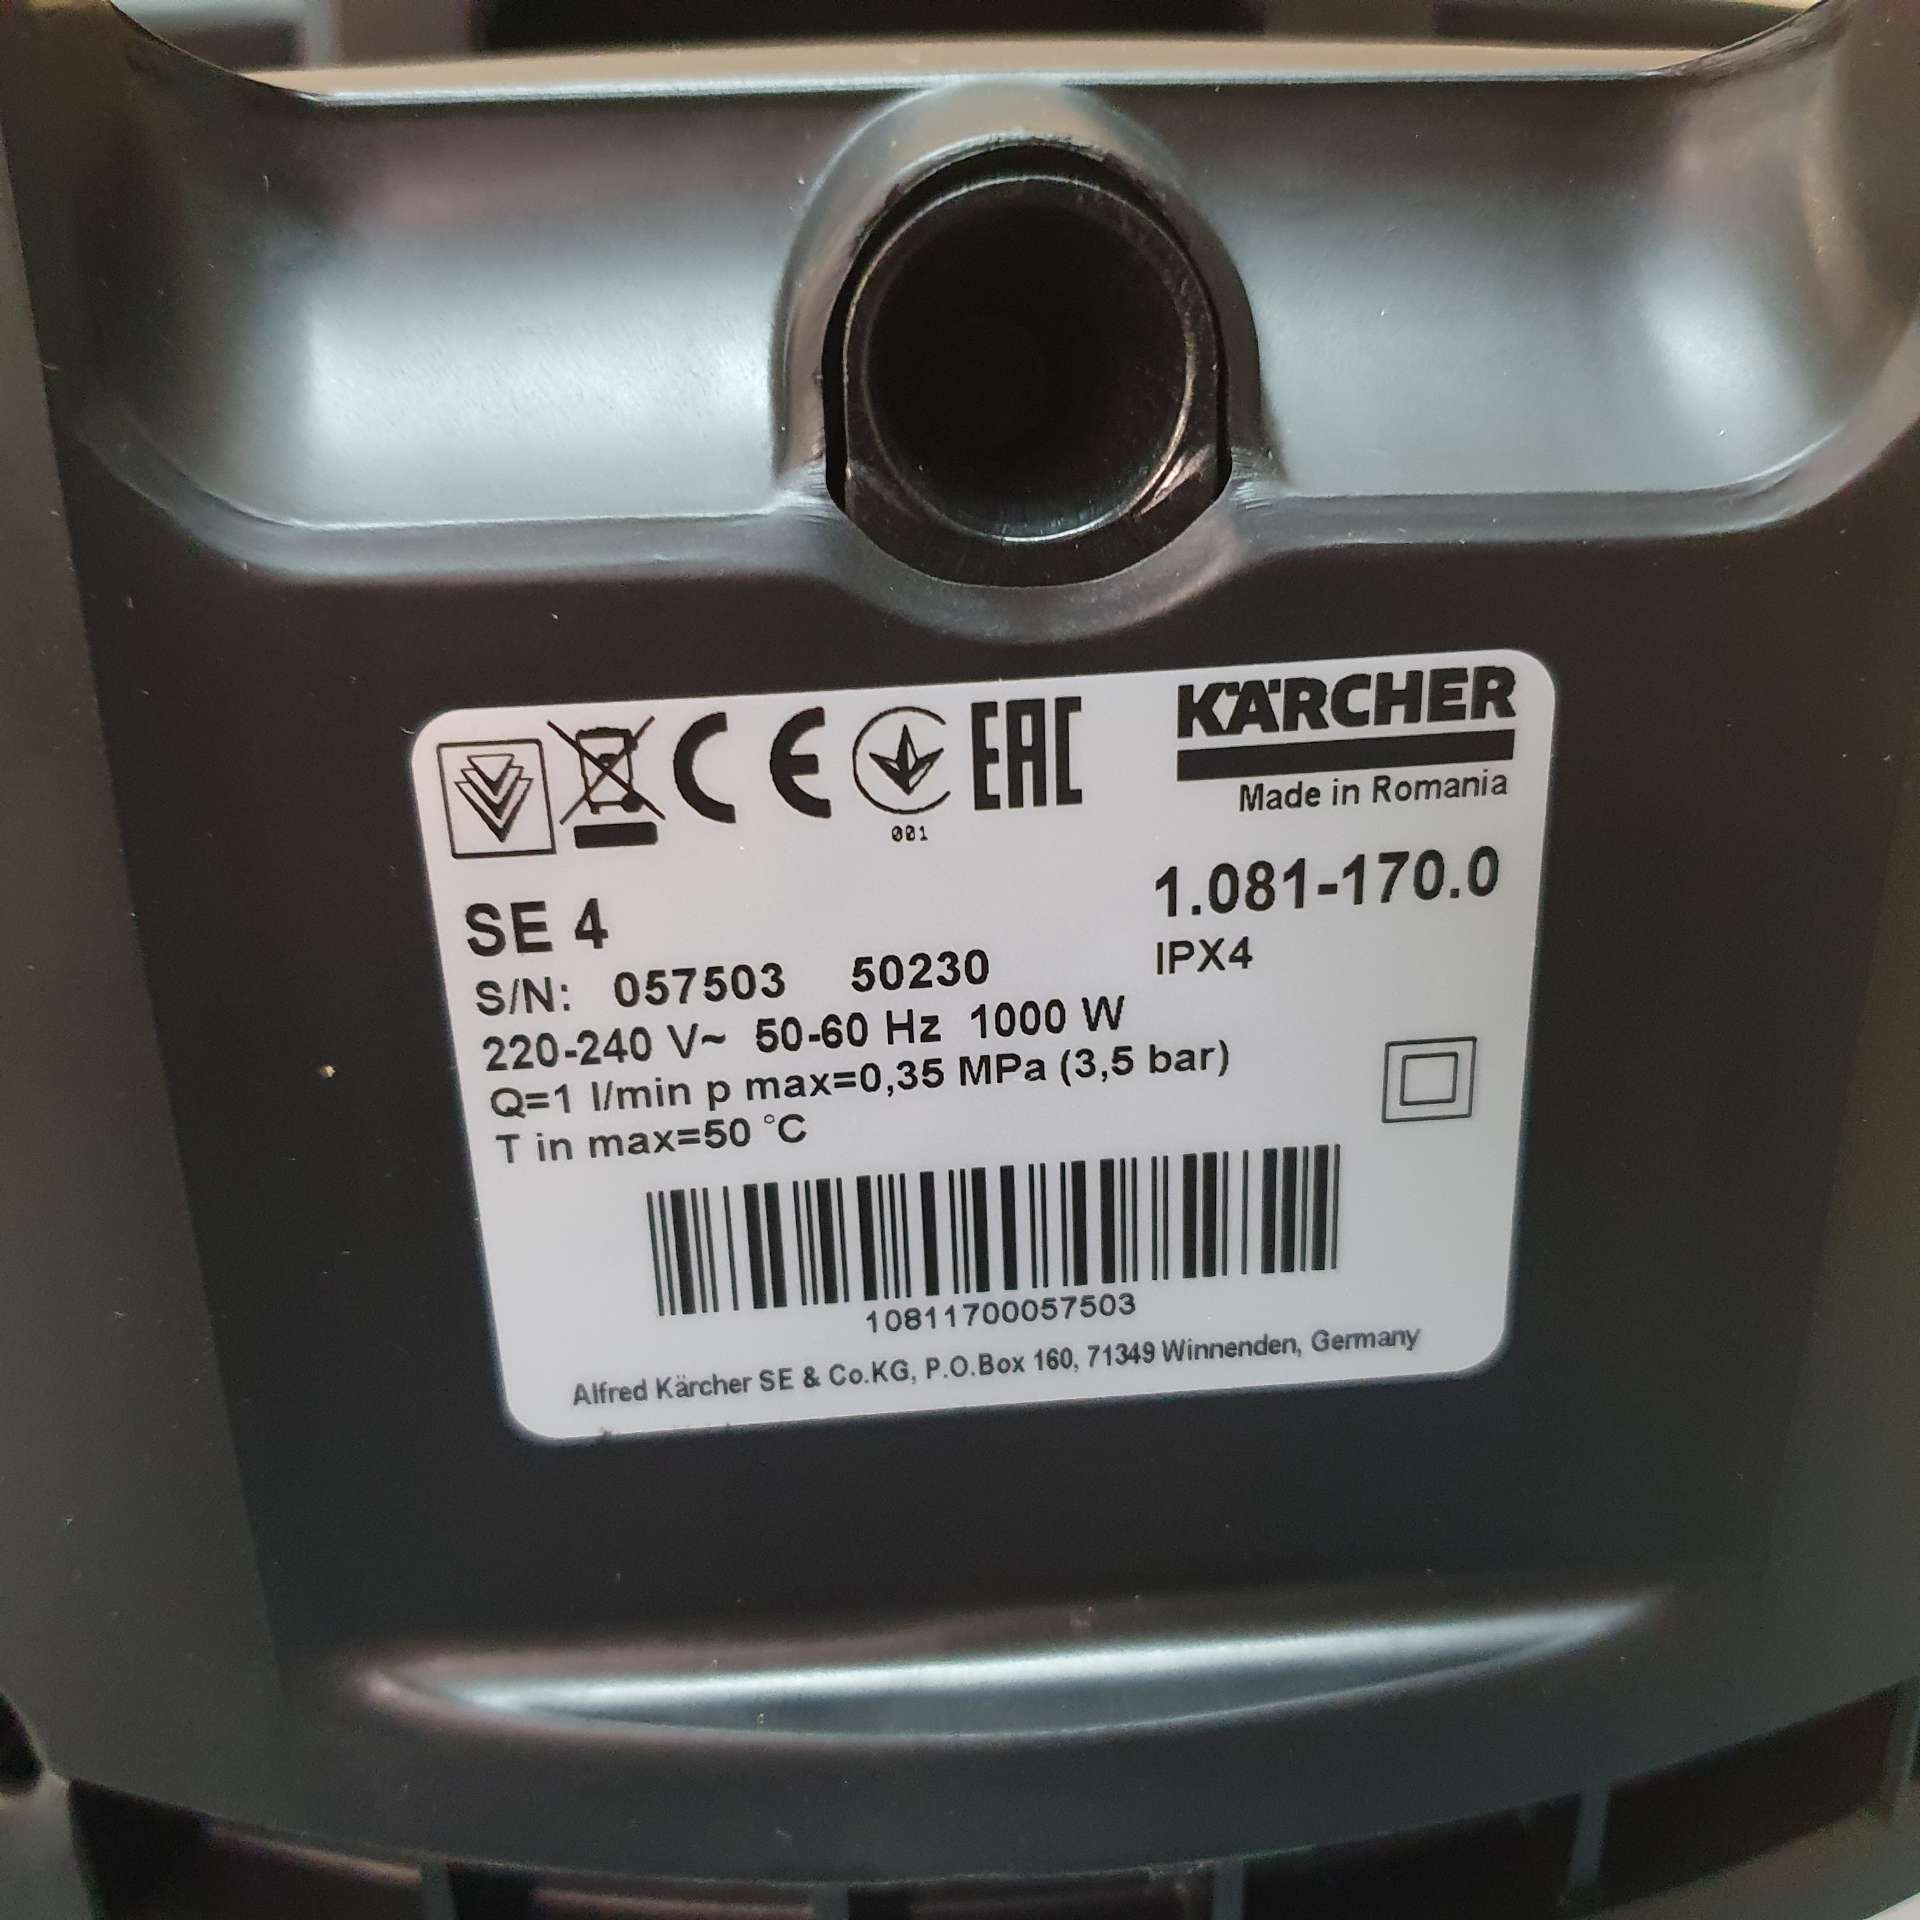 CE
001
EAC
KÄRCHER
Made in Romania
SE 4
1.081-170.0
S/N: 057503 50230
IPX4
220-240 V~ 50-60 Hz 1000 W
Q=1 l/min p max=0,35 MPa (3,5 bar)
T in max=50 °C
10811700057503
Alfred Kärcher SE & Co.KG, P.O.Box 160, 71349 Winnenden, Germany